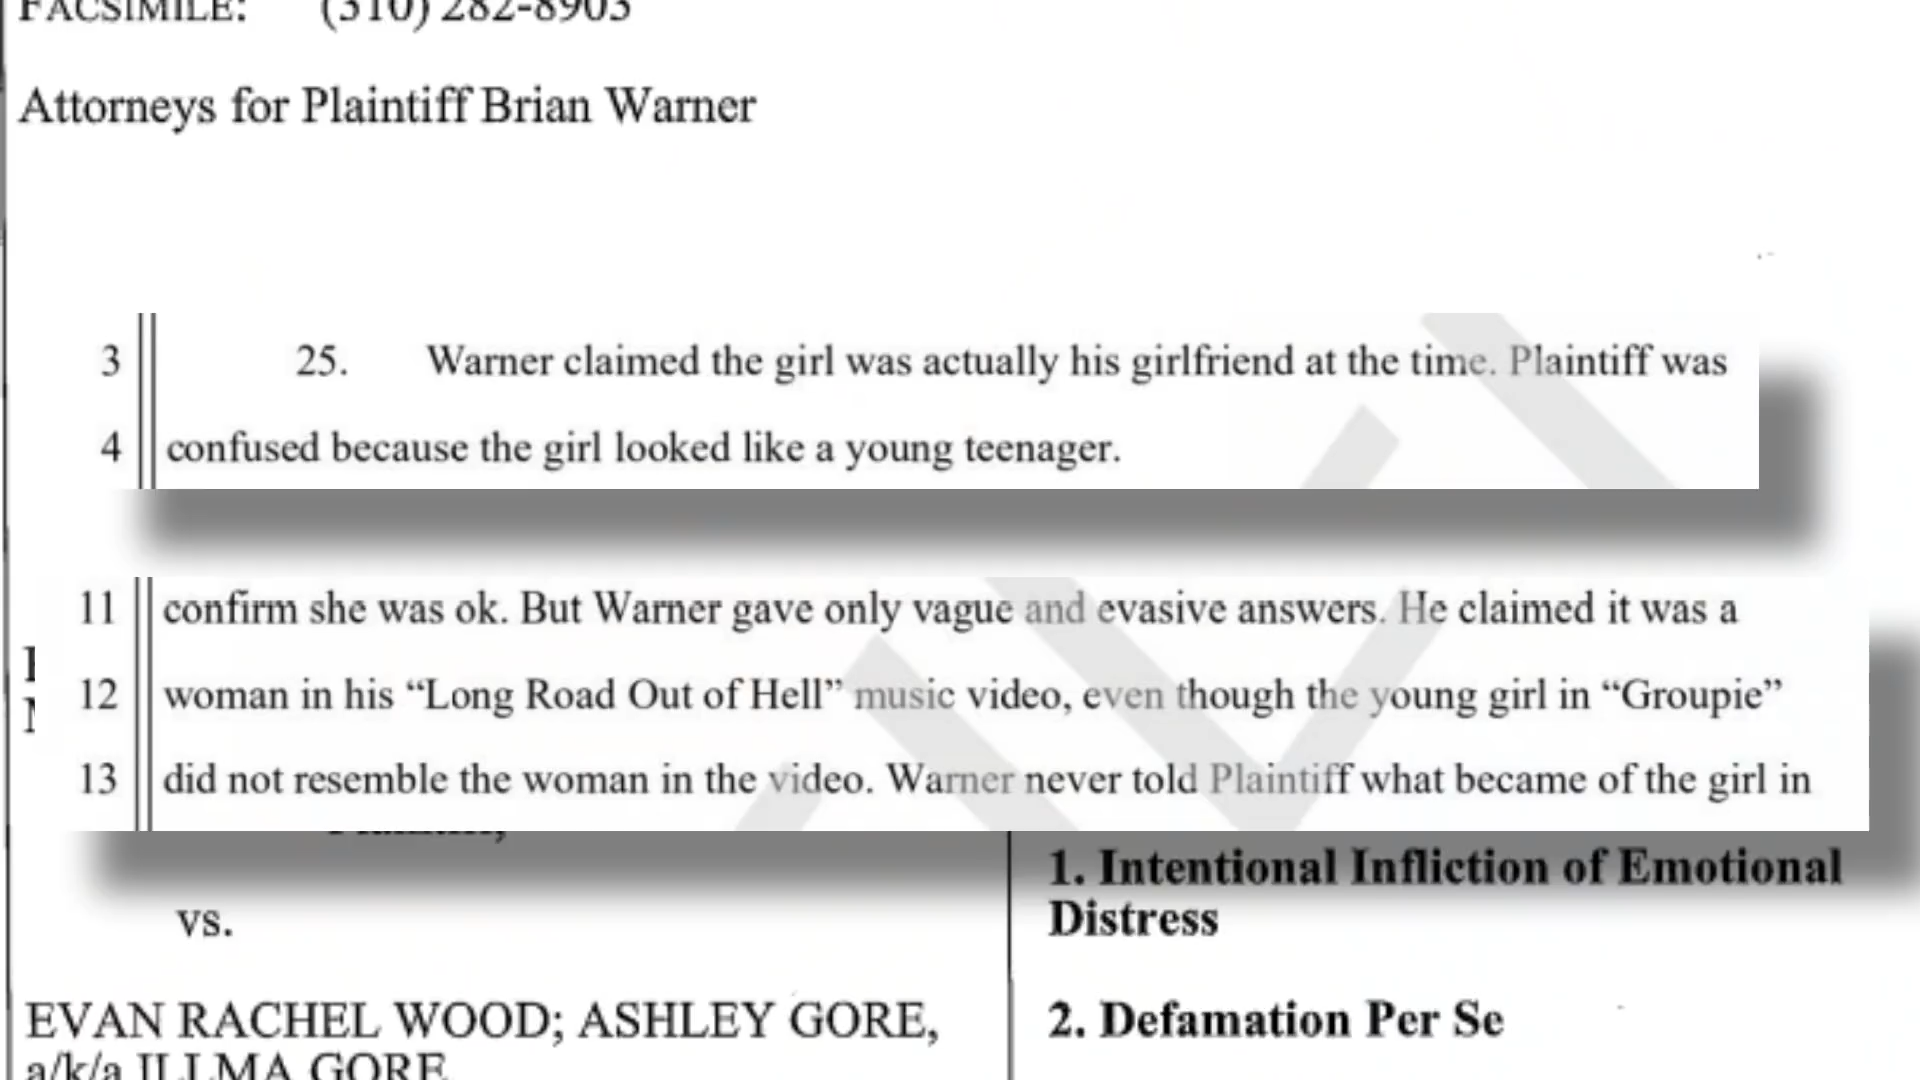 FACSIMILE: (310) 282-8903
Attorneys for Plaintiff Brian Warner
3 25. Warner claimed the girl was actually his girlfriend at the time. Plaintiff was
4 confused because the girl looked like a young teenager.
11 confirm she was ok. But Warner gave only vague and evasive answers. He claimed it was a
12 woman in his “Long Road Out of Hell” music video, even though the young girl in “Groupie”
13 did not resemble the woman in the video. Warner never told Plaintiff what became of the girl in
1. Intentional Infliction of Emotional
Distress
vs.
EVAN RACHEL WOOD; ASHLEY GORE,
2. Defamation Per Se
a/k/a ILLMA GORE